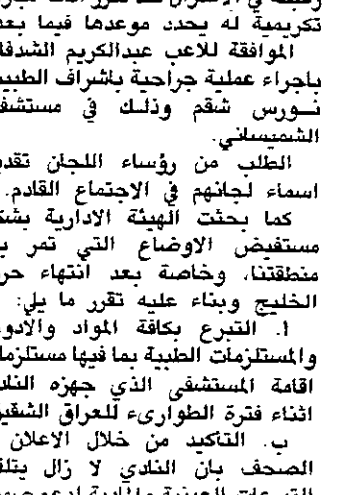 تكريمية له يحدد موعدها فيما بعد
الموافقة للاعب عبدالكريم الشدفا
باجراء عملية جراحية باشراف الطبيب
نورس شقم وذلك في مستشفى
الشميساني.
الطلب من رؤساء اللجان تقديم
اسماء لجانهم في الاجتماع القادم.
كما بحثت الهيئة الادارية بشكل
مستفيض الاوضاع التي تمر بـ
منطقتنا، وخاصة بعد انتهاء حرب
الخليج وبناء عليه تقرر ما يلي:
أ. التبرع بكافة المواد والادوية
والمستلزمات الطبية بما فيها مستلزمات
اقامة المستشفى الذي جهزه النادي
اثناء فترة الطوارىء للعراق الشقيق
ب. التأكيد من خلال الاعلان
الصحف بان النادي لا زال يتلقى